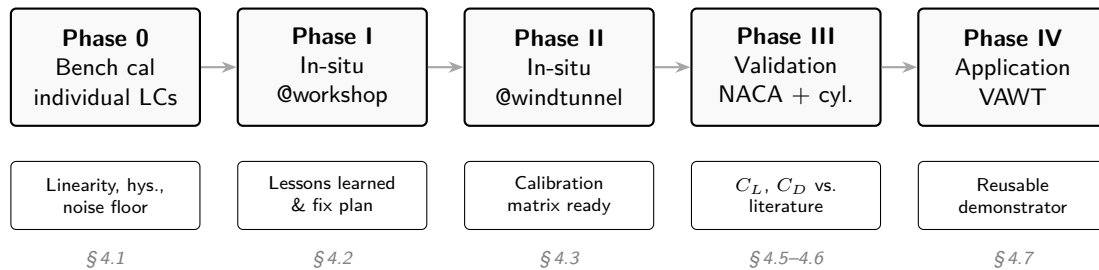 Phase 0
Bench cal
individual LCs
Phase I
In-situ
@workshop
Phase II
In-situ
@windtunnel
Phase III
Validation
NACA + cyl.
Phase IV
Application
VAWT
Linearity, hys.,
noise floor
Lessons learned
& fix plan
Calibration
matrix ready
C_L, C_D vs.
literature
Reusable
demonstrator
§ 4.1
§ 4.2
§ 4.3
§ 4.5–4.6
§ 4.7